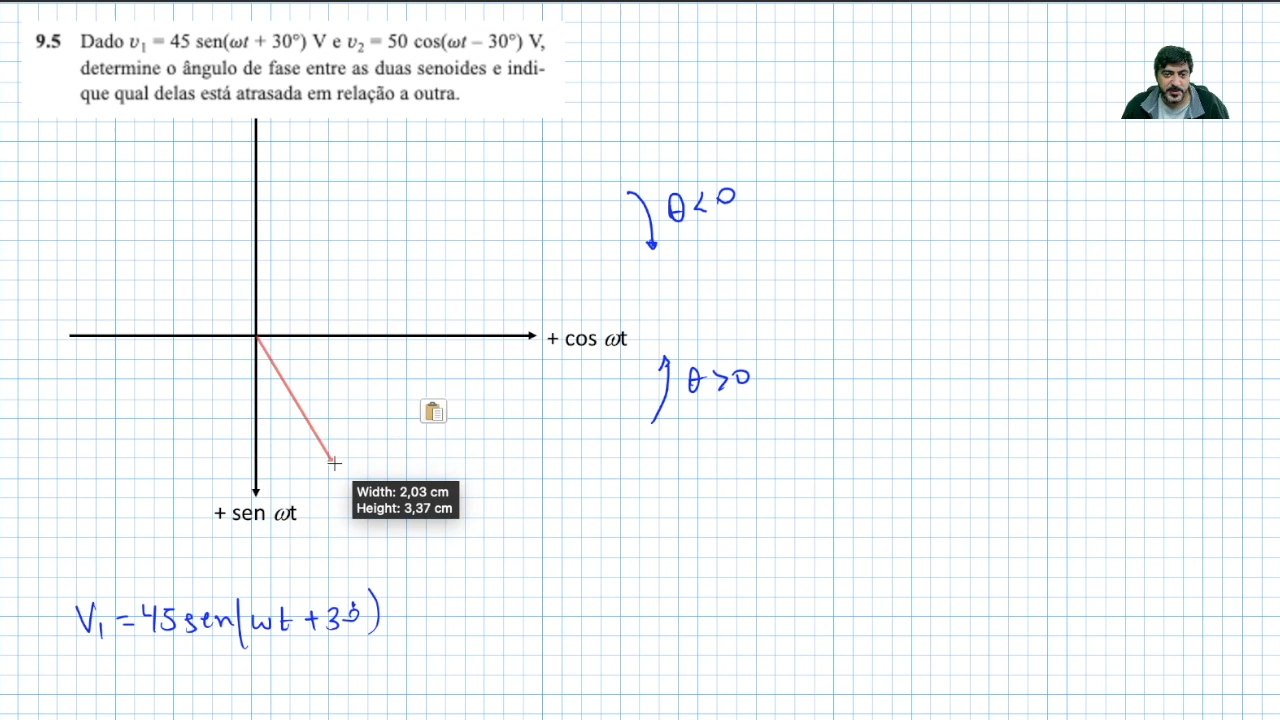 9.5 Dado v₁ = 45 sen(ωt + 30°) V e v₂ = 50 cos(ωt – 30°) V,
determine o ângulo de fase entre as duas senoides e indi-
que qual delas está atrasada em relação a outra.
θ < 0
+ cos ωt
θ > 0
Width: 2,03 cm
Height: 3,37 cm
+ sen ωt
V₁ = 45 sen(ωt + 30°)